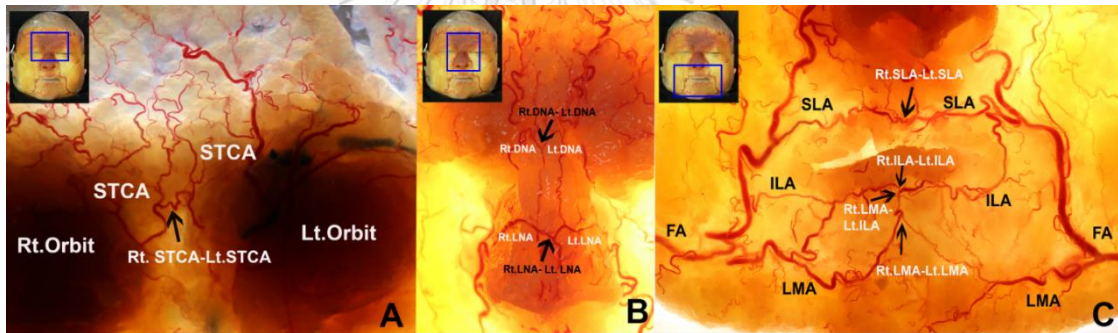 STCA
STCA
Rt.Orbit
Lt.Orbit
Rt. STCA-Lt.STCA
A
Rt.DNA- Lt.DNA
Rt.DNA
Lt.DNA
Rt.LNA
Lt.LNA
Rt.LNA- Lt. LNA
B
Rt.SLA-Lt.SLA
SLA
SLA
Rt.ILA-Lt.ILA
ILA
ILA
Rt.LMA-
Lt.ILA
FA
FA
Rt.LMA-Lt.LMA
LMA
LMA
C